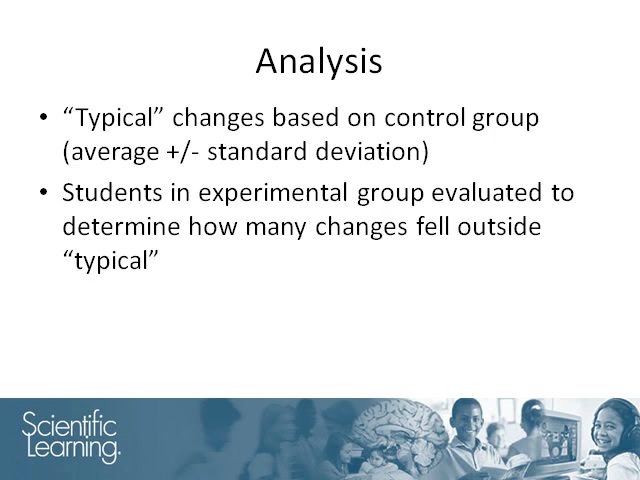 Analysis
• “Typical” changes based on control group
(average +/- standard deviation)
• Students in experimental group evaluated to
determine how many changes fell outside
“typical”
Scientific
Learning.